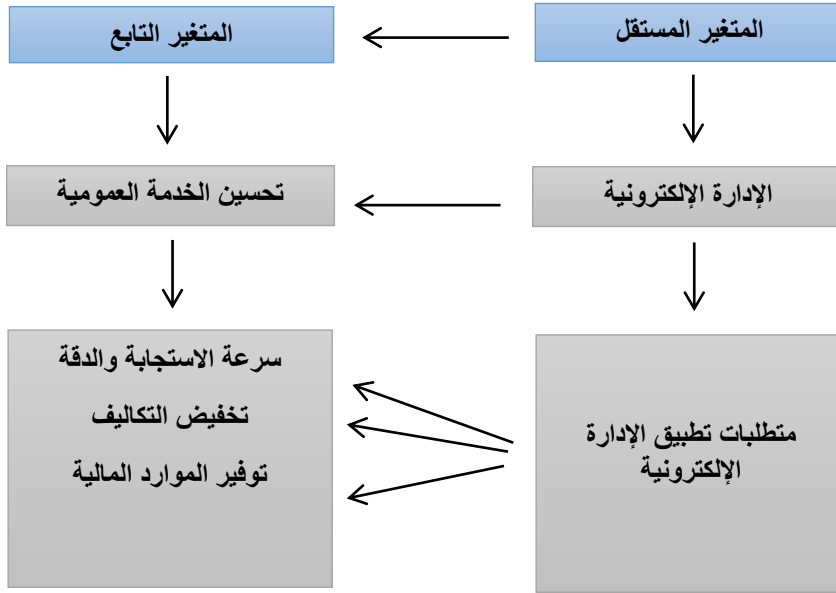 المتغير المستقل
المتغير التابع
الإدارة الإلكترونية
تحسين الخدمة العمومية
متطلبات تطبيق الإدارة
الإلكترونية
سرعة الاستجابة والدقة
تخفيض التكاليف
توفير الموارد المالية